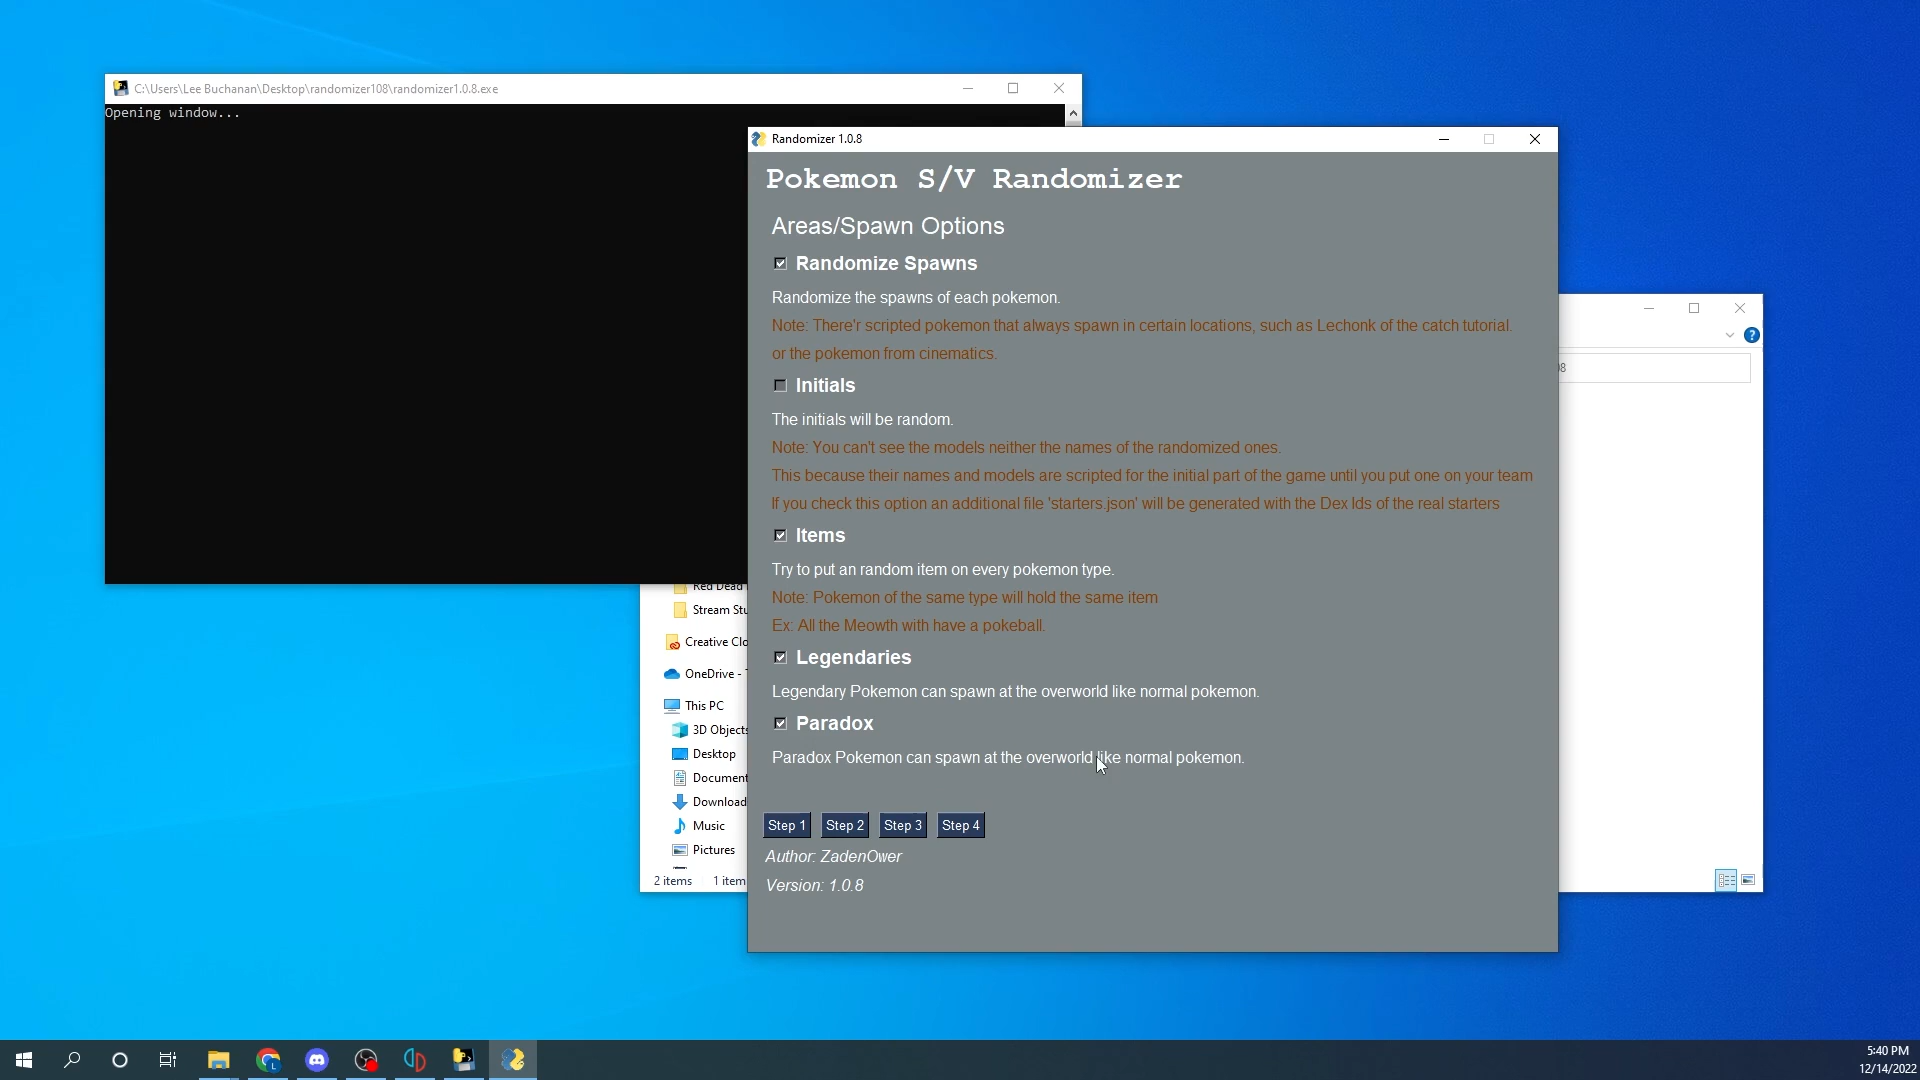 C:\Users\Lee Buchanan\Desktop\randomizer108\randomizer1.0.8.exe
Opening window...
Randomizer 1.0.8
Pokemon S/V Randomizer
Areas/Spawn Options
Randomize Spawns
Randomize the spawns of each pokemon.
Note: There'r scripted pokemon that always spawn in certain locations, such as Lechonk of the catch tutorial.
or the pokemon from cinematics.
Initials
The initials will be random.
Note: You can't see the models neither the names of the randomized ones.
This because their names and models are scripted for the initial part of the game until you put one on your team
If you check this option an additional file 'starters.json' will be generated with the Dex Ids of the real starters
Items
Try to put an random item on every pokemon type.
Note: Pokemon of the same type will hold the same item
Ex: All the Meowth with have a pokeball.
Legendaries
Legendary Pokemon can spawn at the overworld like normal pokemon.
Paradox
Paradox Pokemon can spawn at the overworld like normal pokemon.
Step 1 Step 2 Step 3 Step 4
Author: ZadenOwer
Version: 1.0.8
Red Dead
Stream Stu
Creative Clo
OneDrive -
This PC
3D Objects
Desktop
Document
Download
Music
Pictures
2 items 1 item
5:40 PM
12/14/2022